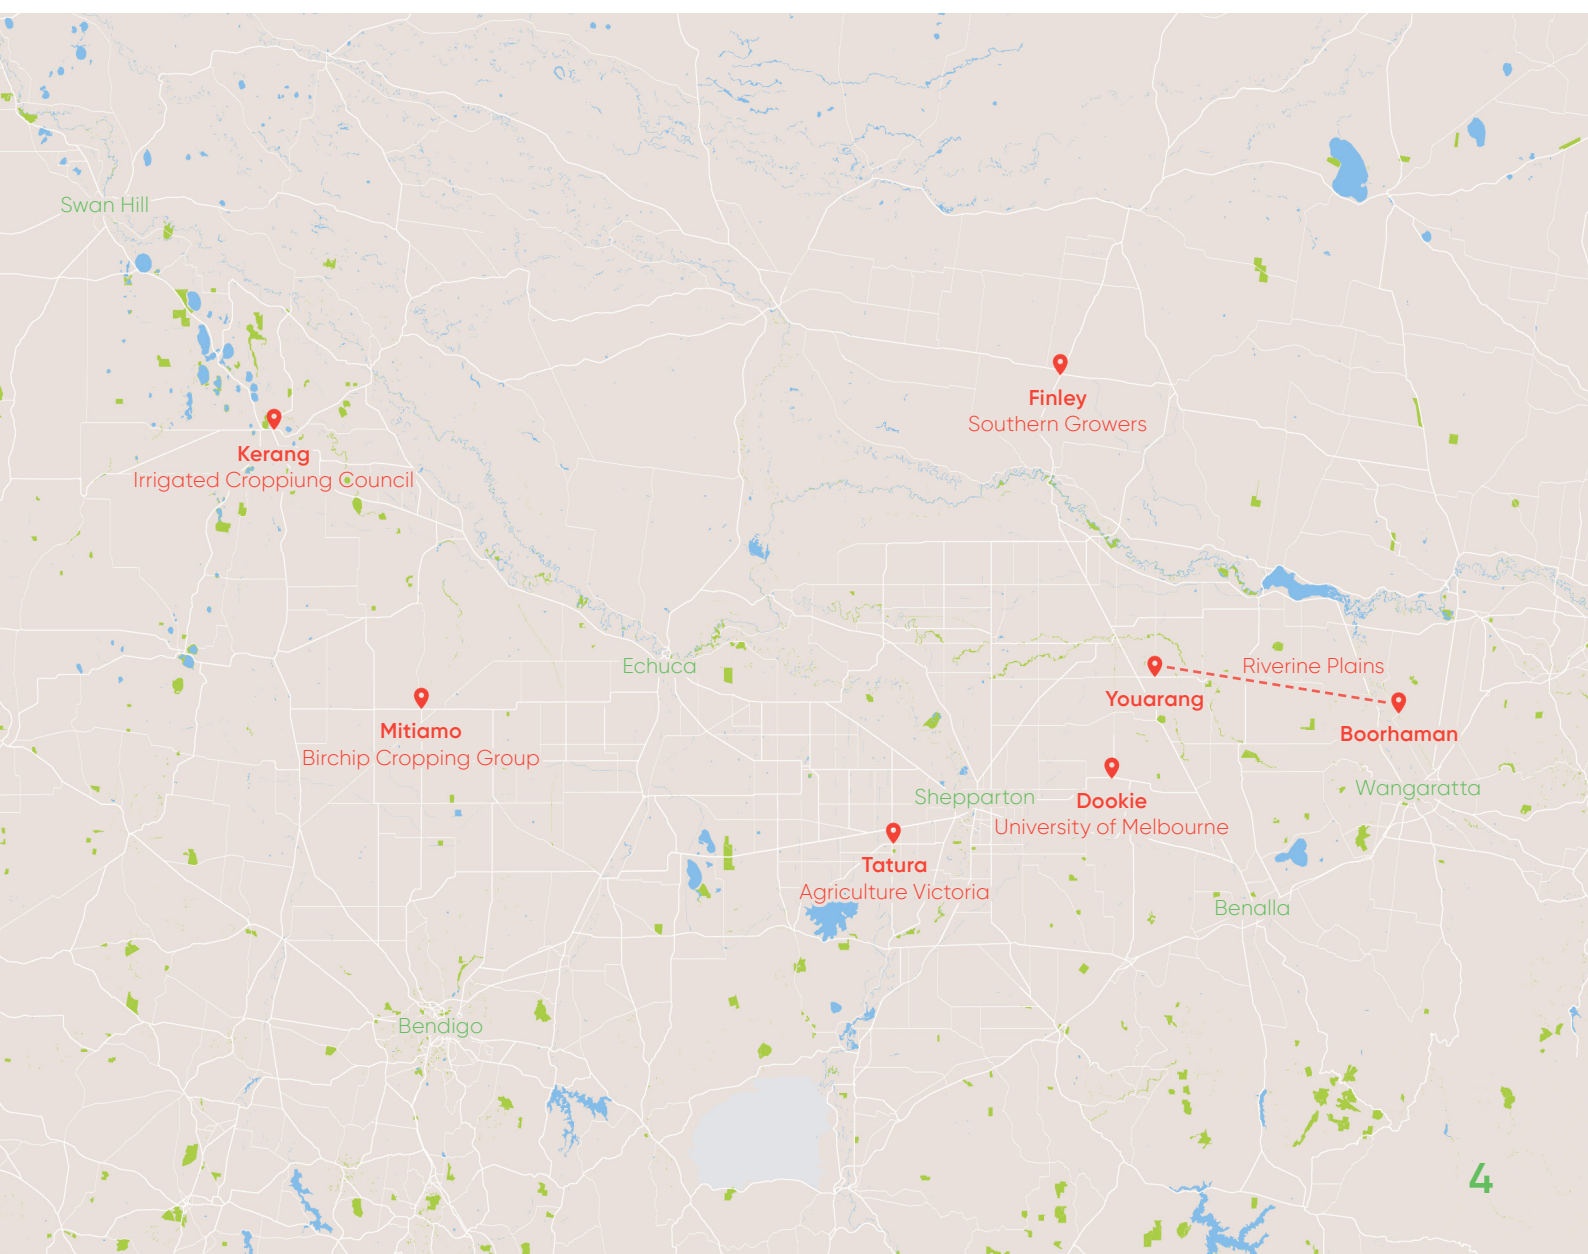 Swan Hill
Finley
Southern Growers
Kerang
Irrigated Croppiung Council
Echuca
Riverine Plains
Youarang
Mitiamo
Birchip Cropping Group
Boorhaman
Wangaratta
Shepparton
Dookie
University of Melbourne
Tatura
Agriculture Victoria
Benalla
Bendigo
4